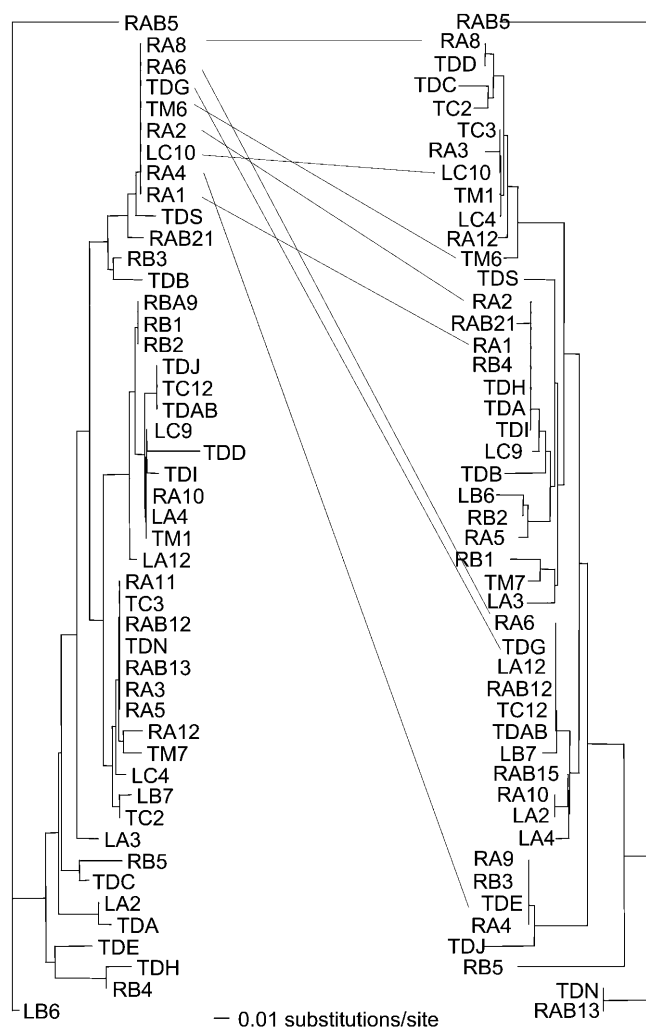 RAB5
RA8
RA6
TDG
TM6
RA2
LC10
RA4
RA1
TDS
RAB21
RB3
TDB
RBA9
RB1
RB2
TDJ
TC12
TDAB
LC9
TDD
TDI
RA10
LA4
TM1
LA12
RA11
TC3
RAB12
TDN
RAB13
RA3
RA5
RA12
TM7
LC4
LB7
TC2
LA3
RB5
TDC
LA2
TDA
TDE
TDH
RB4
LB6
RAB5
RA8
TDD
TDC
TC2
TC3
RA3
LC10
TM1
LC4
RA12
TM6
TDS
RA2
RAB21
RA1
RB4
TDH
TDA
TDI
LC9
TDB
LB6
RB2
RA5
RB1
TM7
LA3
RA6
TDG
LA12
RAB12
TC12
TDAB
LB7
RAB15
RA10
LA2
LA4
RA9
RB3
TDE
RA4
TDJ
RB5
TDN
RAB13
0.01 substitutions/site